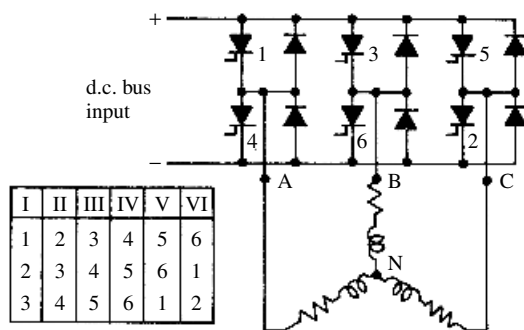 +
1 3 5
d.c. bus
input
4 6 2
−
A B C
N
I II III IV V VI
1 2 3 4 5 6
2 3 4 5 6 1
3 4 5 6 1 2